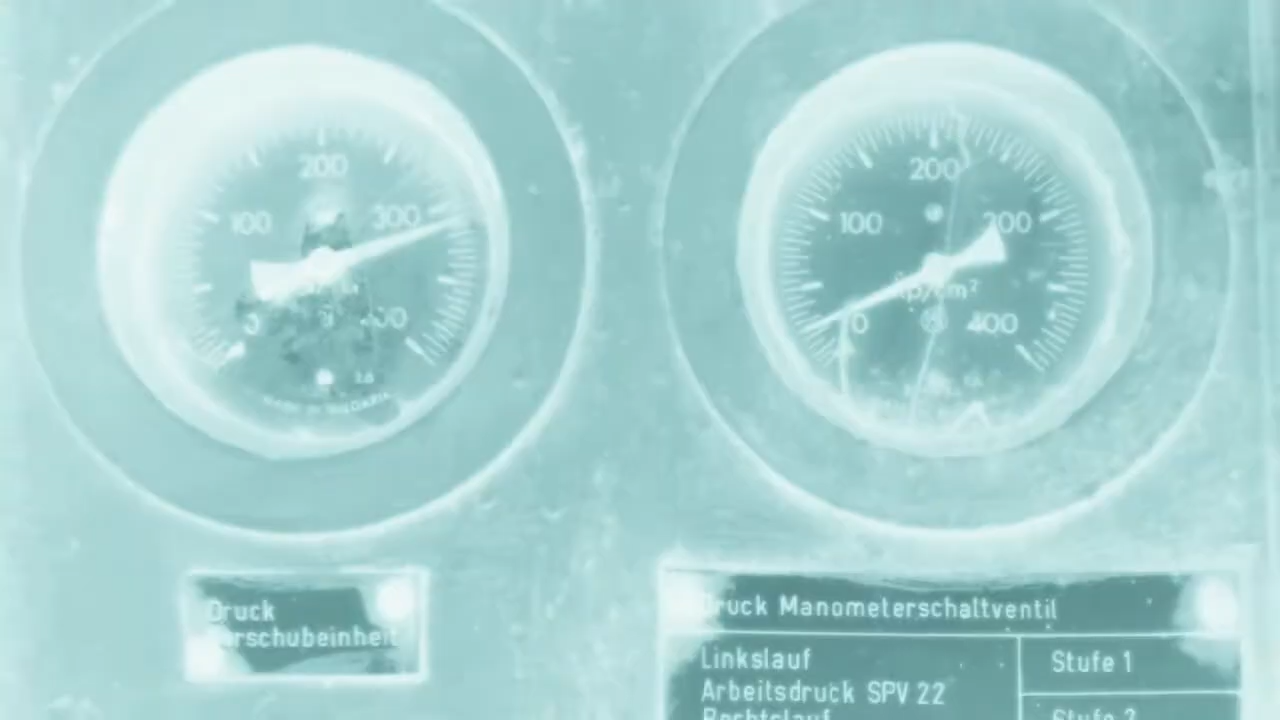 200
100 300
0 400
200
100 300
kp/cm²
0 400
Druck
Vorschubeinheit
Druck Manometerschaltventil
Linkslauf Stufe 1
Arbeitsdruck SPV 22
Rechtslauf Stufe 2